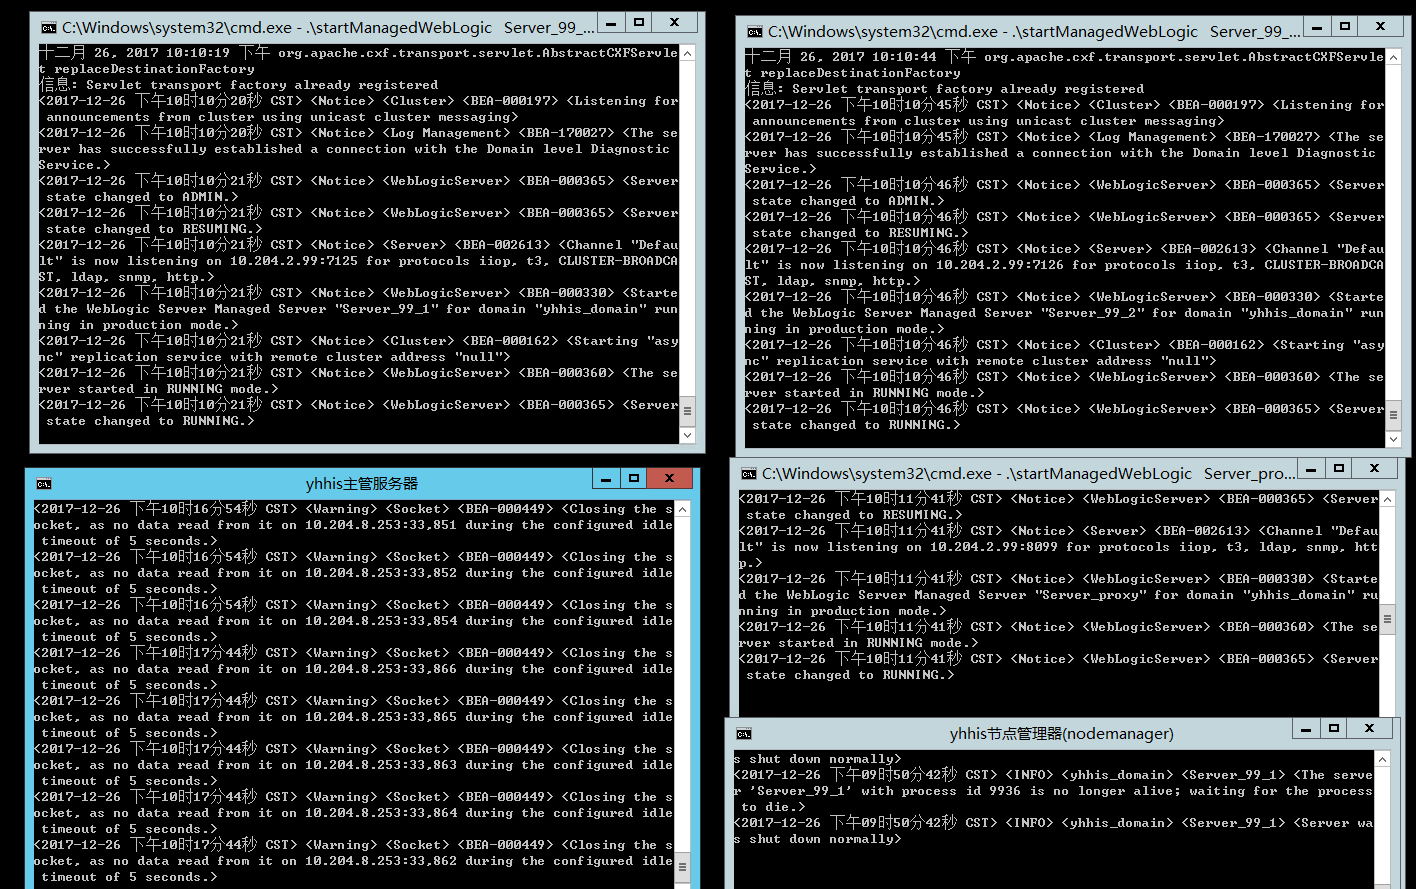 C:\Windows\system32\cmd.exe - .\startManagedWebLogic   Server_99_...
十二月 26, 2017 10:10:19 下午 org.apache.cxf.transport.servlet.AbstractCXFServle
t replaceDestinationFactory
信息: Servlet transport factory already registered
<2017-12-26 下午10时10分20秒 CST> <Notice> <Cluster> <BEA-000197> <Listening for
 announcements from cluster using unicast cluster messaging>
<2017-12-26 下午10时10分20秒 CST> <Notice> <Log Management> <BEA-170027> <The se
rver has successfully established a connection with the Domain level Diagnostic
Service.>
<2017-12-26 下午10时10分21秒 CST> <Notice> <WebLogicServer> <BEA-000365> <Server
 state changed to ADMIN.>
<2017-12-26 下午10时10分21秒 CST> <Notice> <WebLogicServer> <BEA-000365> <Server
 state changed to RESUMING.>
<2017-12-26 下午10时10分21秒 CST> <Notice> <Server> <BEA-002613> <Channel "Defau
lt" is now listening on 10.204.2.99:7125 for protocols iiop, t3, CLUSTER-BROADCA
ST, ldap, snmp, http.>
<2017-12-26 下午10时10分21秒 CST> <Notice> <WebLogicServer> <BEA-000330> <Starte
d the WebLogic Server Managed Server "Server_99_1" for domain "yhhis_domain" run
ning in production mode.>
<2017-12-26 下午10时10分21秒 CST> <Notice> <Cluster> <BEA-000162> <Starting "asy
nc" replication service with remote cluster address "null">
<2017-12-26 下午10时10分21秒 CST> <Notice> <WebLogicServer> <BEA-000360> <The se
rver started in RUNNING mode.>
<2017-12-26 下午10时10分21秒 CST> <Notice> <WebLogicServer> <BEA-000365> <Server
 state changed to RUNNING.>
C:\Windows\system32\cmd.exe - .\startManagedWebLogic   Server_99_...
十二月 26, 2017 10:10:44 下午 org.apache.cxf.transport.servlet.AbstractCXFServle
t replaceDestinationFactory
信息: Servlet transport factory already registered
<2017-12-26 下午10时10分45秒 CST> <Notice> <Cluster> <BEA-000197> <Listening for
 announcements from cluster using unicast cluster messaging>
<2017-12-26 下午10时10分45秒 CST> <Notice> <Log Management> <BEA-170027> <The se
rver has successfully established a connection with the Domain level Diagnostic
Service.>
<2017-12-26 下午10时10分46秒 CST> <Notice> <WebLogicServer> <BEA-000365> <Server
 state changed to ADMIN.>
<2017-12-26 下午10时10分46秒 CST> <Notice> <WebLogicServer> <BEA-000365> <Server
 state changed to RESUMING.>
<2017-12-26 下午10时10分46秒 CST> <Notice> <Server> <BEA-002613> <Channel "Defau
lt" is now listening on 10.204.2.99:7126 for protocols iiop, t3, CLUSTER-BROADCA
ST, ldap, snmp, http.>
<2017-12-26 下午10时10分46秒 CST> <Notice> <WebLogicServer> <BEA-000330> <Starte
d the WebLogic Server Managed Server "Server_99_2" for domain "yhhis_domain" run
ning in production mode.>
<2017-12-26 下午10时10分46秒 CST> <Notice> <Cluster> <BEA-000162> <Starting "asy
nc" replication service with remote cluster address "null">
<2017-12-26 下午10时10分46秒 CST> <Notice> <WebLogicServer> <BEA-000360> <The se
rver started in RUNNING mode.>
<2017-12-26 下午10时10分46秒 CST> <Notice> <WebLogicServer> <BEA-000365> <Server
 state changed to RUNNING.>
yhhis主管服务器
<2017-12-26 下午10时16分54秒 CST> <Warning> <Socket> <BEA-000449> <Closing the s
ocket, as no data read from it on 10.204.8.253:33,851 during the configured idle
 timeout of 5 seconds.>
<2017-12-26 下午10时16分54秒 CST> <Warning> <Socket> <BEA-000449> <Closing the s
ocket, as no data read from it on 10.204.8.253:33,852 during the configured idle
 timeout of 5 seconds.>
<2017-12-26 下午10时16分54秒 CST> <Warning> <Socket> <BEA-000449> <Closing the s
ocket, as no data read from it on 10.204.8.253:33,854 during the configured idle
 timeout of 5 seconds.>
<2017-12-26 下午10时17分44秒 CST> <Warning> <Socket> <BEA-000449> <Closing the s
ocket, as no data read from it on 10.204.8.253:33,866 during the configured idle
 timeout of 5 seconds.>
<2017-12-26 下午10时17分44秒 CST> <Warning> <Socket> <BEA-000449> <Closing the s
ocket, as no data read from it on 10.204.8.253:33,865 during the configured idle
 timeout of 5 seconds.>
<2017-12-26 下午10时17分44秒 CST> <Warning> <Socket> <BEA-000449> <Closing the s
ocket, as no data read from it on 10.204.8.253:33,863 during the configured idle
 timeout of 5 seconds.>
<2017-12-26 下午10时17分44秒 CST> <Warning> <Socket> <BEA-000449> <Closing the s
ocket, as no data read from it on 10.204.8.253:33,864 during the configured idle
 timeout of 5 seconds.>
<2017-12-26 下午10时17分44秒 CST> <Warning> <Socket> <BEA-000449> <Closing the s
ocket, as no data read from it on 10.204.8.253:33,862 during the configured idle
 timeout of 5 seconds.>
C:\Windows\system32\cmd.exe - .\startManagedWebLogic   Server_pro...
<2017-12-26 下午10时11分41秒 CST> <Notice> <WebLogicServer> <BEA-000365> <Server
 state changed to RESUMING.>
<2017-12-26 下午10时11分41秒 CST> <Notice> <Server> <BEA-002613> <Channel "Defau
lt" is now listening on 10.204.2.99:8099 for protocols iiop, t3, ldap, snmp, htt
p.>
<2017-12-26 下午10时11分41秒 CST> <Notice> <WebLogicServer> <BEA-000330> <Starte
d the WebLogic Server Managed Server "Server_proxy" for domain "yhhis_domain" ru
nning in production mode.>
<2017-12-26 下午10时11分41秒 CST> <Notice> <WebLogicServer> <BEA-000360> <The se
rver started in RUNNING mode.>
<2017-12-26 下午10时11分41秒 CST> <Notice> <WebLogicServer> <BEA-000365> <Server
 state changed to RUNNING.>
yhhis节点管理器(nodemanager)
s shut down normally>
<2017-12-26 下午09时50分42秒 CST> <INFO> <yhhis_domain> <Server_99_1> <The serve
r 'Server_99_1' with process id 9936 is no longer alive; waiting for the process
 to die.>
<2017-12-26 下午09时50分42秒 CST> <INFO> <yhhis_domain> <Server_99_1> <Server wa
s shut down normally>